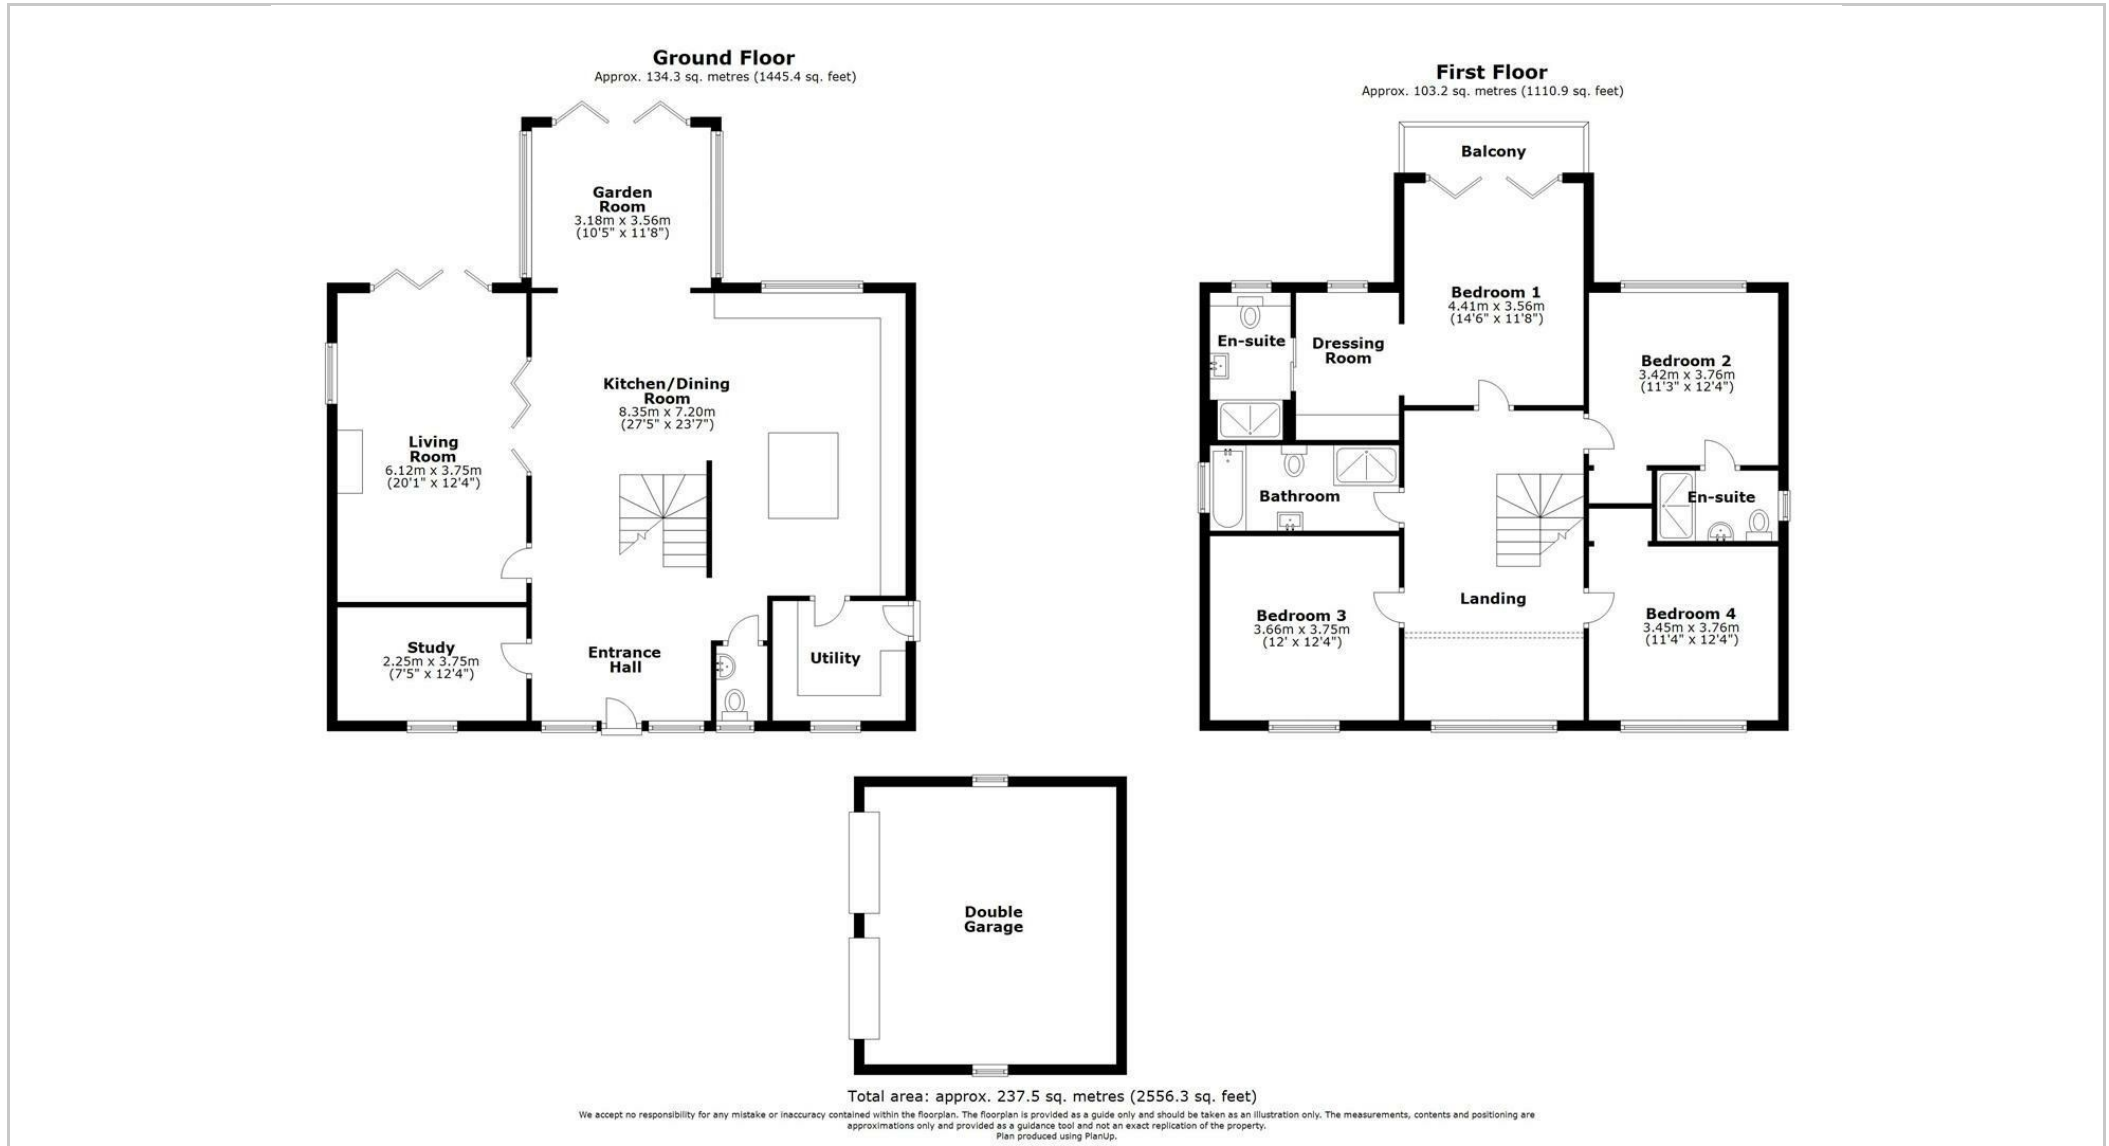 Ground Floor
Approx. 134.3 sq. metres (1445.4 sq. feet)
Garden
Room
3.18m x 3.56m
(10'5" x 11'8")
Kitchen/Dining
Room
8.35m x 7.20m
(27'5" x 23'7")
Living
Room
6.12m x 3.75m
(20'1" x 12'4")
Study
2.25m x 3.75m
(7'5" x 12'4")
Entrance
Hall
Utility
First Floor
Approx. 103.2 sq. metres (1110.9 sq. feet)
Balcony
Bedroom 1
4.41m x 3.56m
(14'6" x 11'8")
En-suite
Dressing
Room
Bedroom 2
3.42m x 3.76m
(11'3" x 12'4")
Bathroom
En-suite
Landing
Bedroom 3
3.66m x 3.75m
(12' x 12'4")
Bedroom 4
3.45m x 3.76m
(11'4" x 12'4")
Double
Garage
Total area: approx. 237.5 sq. metres (2556.3 sq. feet)
We accept no responsibility for any mistake or inaccuracy contained within the floorplan. The floorplan is provided as a guide only and should be taken as an illustration only. The measurements, contents and positioning are
approximations only and provided as a guidance tool and not an exact replication of the property.
Plan produced using PlanUp.